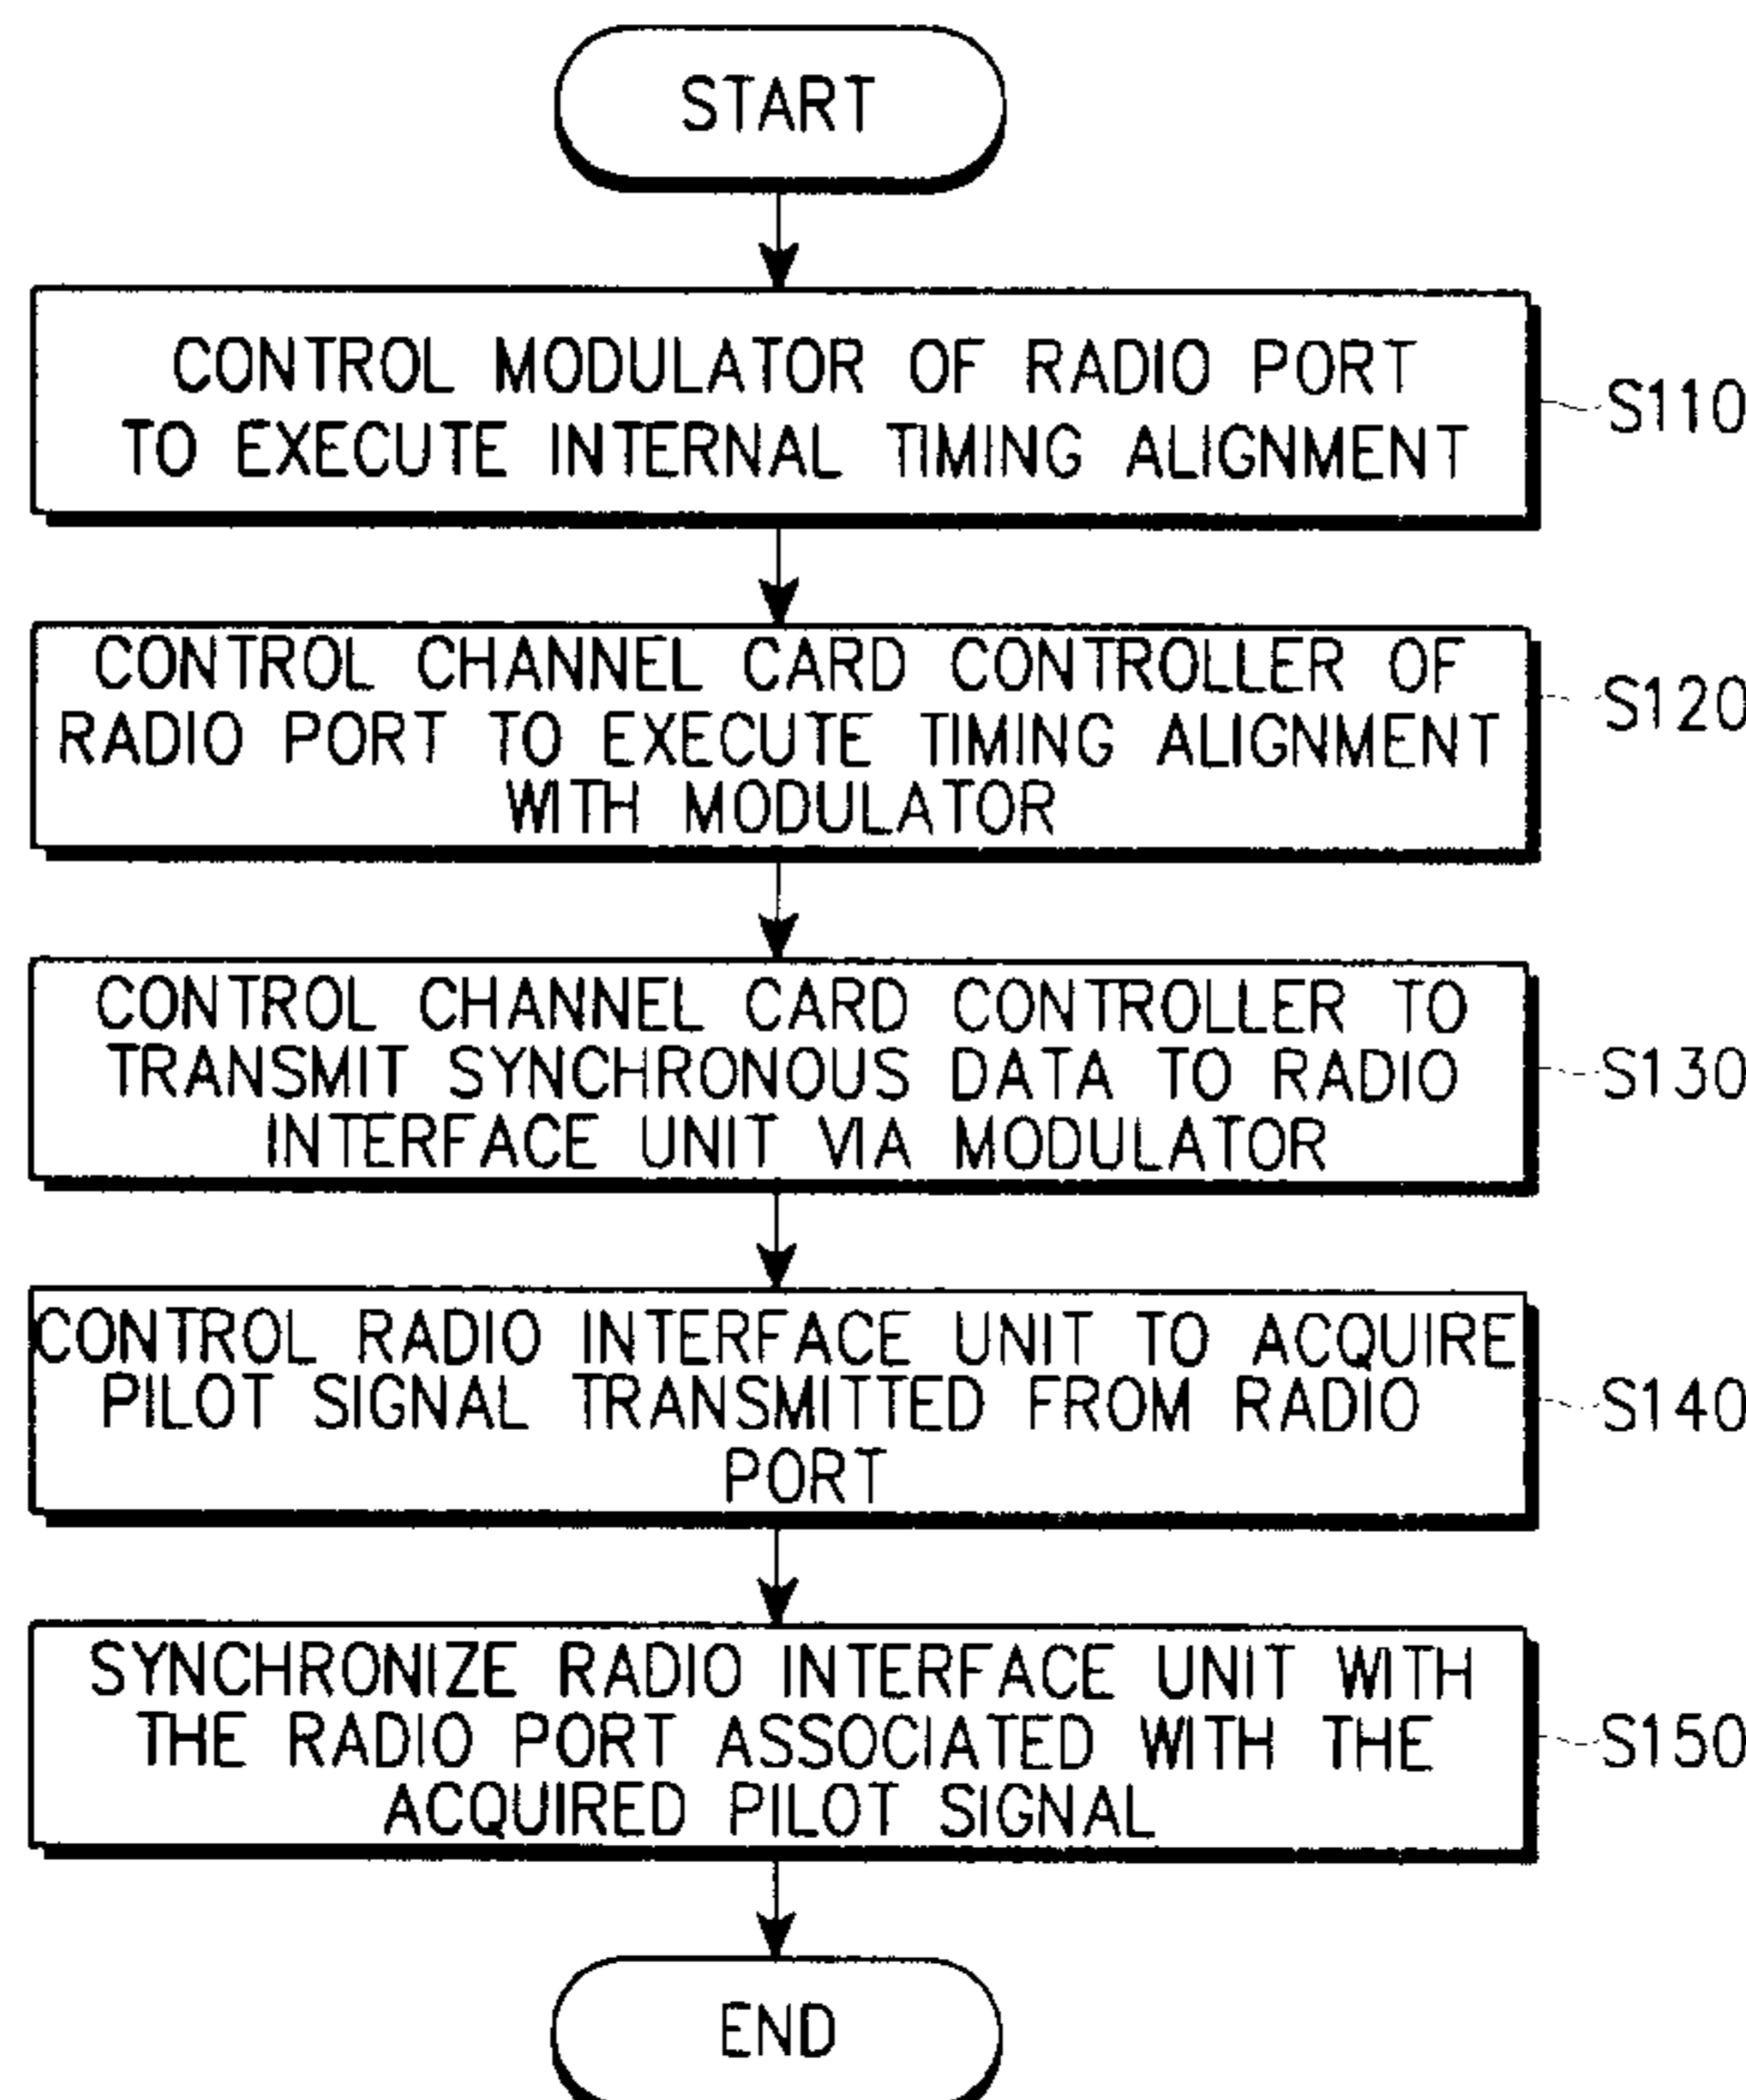 START
CONTROL MODULATOR OF RADIO PORT
TO EXECUTE INTERNAL TIMING ALIGNMENT
S110
CONTROL CHANNEL CARD CONTROLLER OF
RADIO PORT TO EXECUTE TIMING ALIGNMENT
WITH MODULATOR
S120
CONTROL CHANNEL CARD CONTROLLER TO
TRANSMIT SYNCHRONOUS DATA TO RADIO
INTERFACE UNIT VIA MODULATOR
S130
CONTROL RADIO INTERFACE UNIT TO ACQUIRE
PILOT SIGNAL TRANSMITTED FROM RADIO
PORT
S140
SYNCHRONIZE RADIO INTERFACE UNIT WITH
THE RADIO PORT ASSOCIATED WITH THE
ACQUIRED PILOT SIGNAL
S150
END